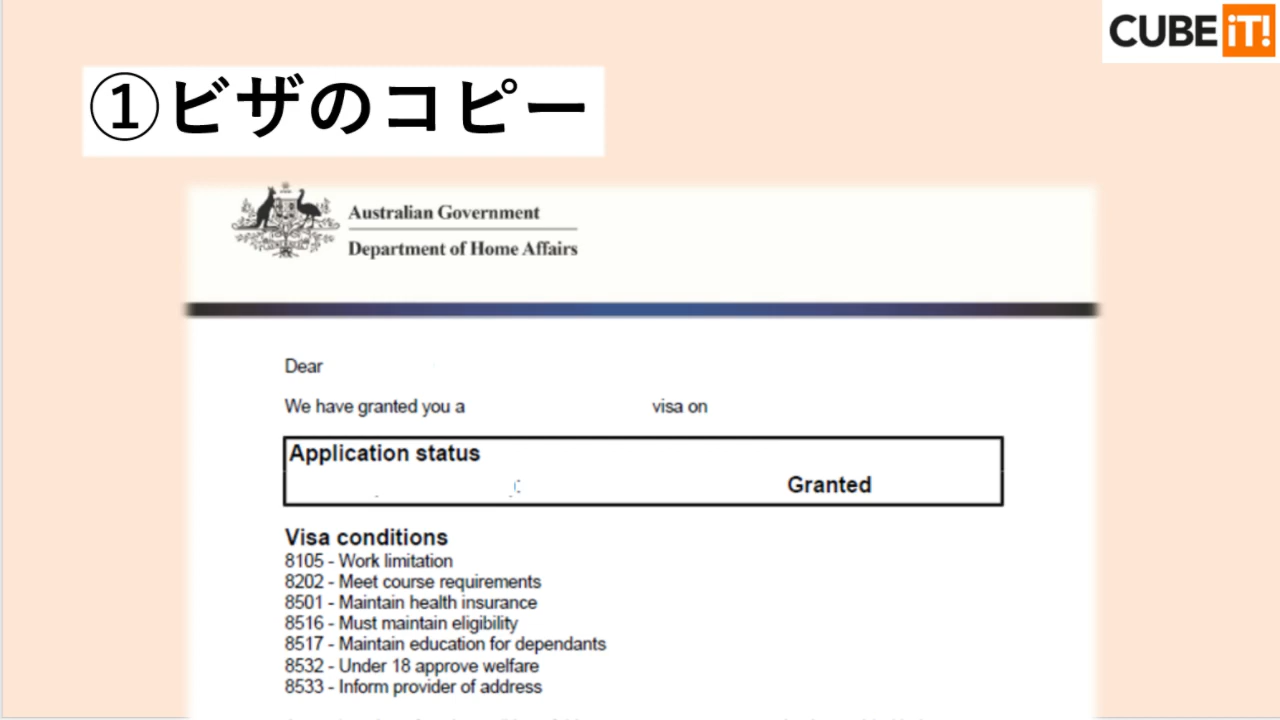 CUBE iT!
①ビザのコピー
Australian Government
Department of Home Affairs
Dear
We have granted you a visa on
Application status
Granted
Visa conditions
8105 - Work limitation
8202 - Meet course requirements
8501 - Maintain health insurance
8516 - Must maintain eligibility
8517 - Maintain education for dependants
8532 - Under 18 approve welfare
8533 - Inform provider of address